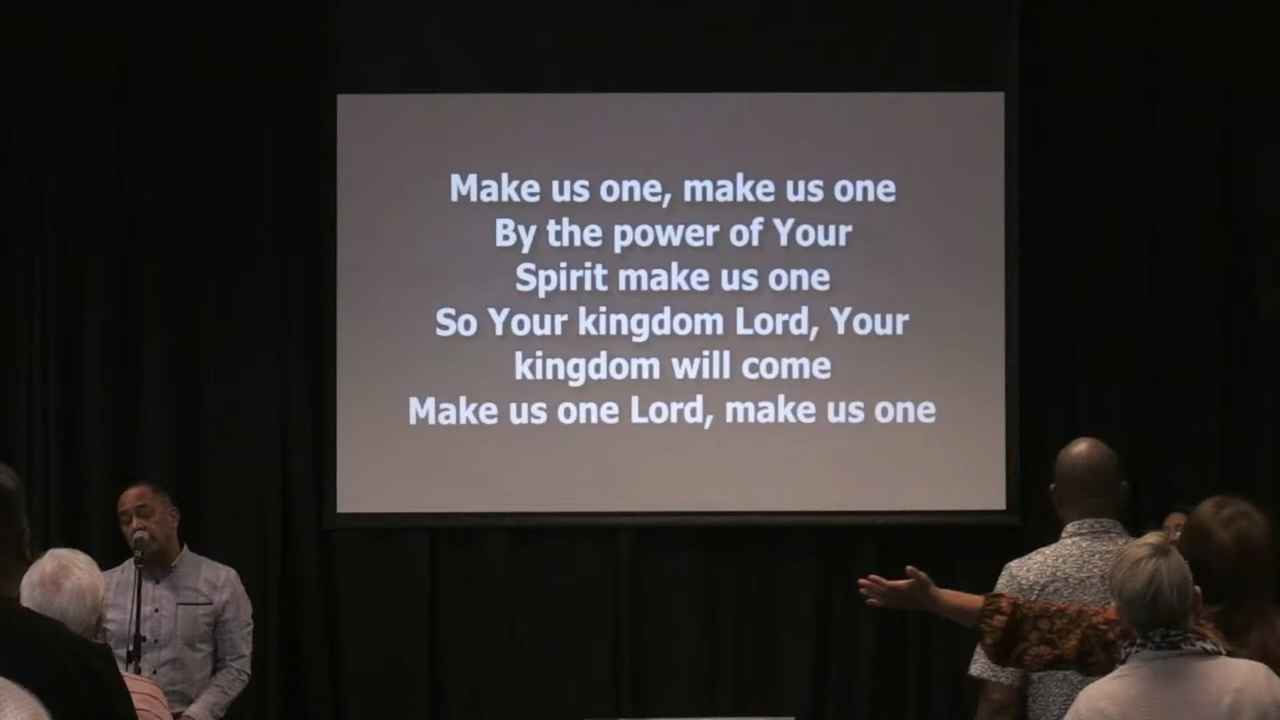 Make us one, make us one
By the power of Your
Spirit make us one
So Your kingdom Lord, Your
kingdom will come
Make us one Lord, make us one